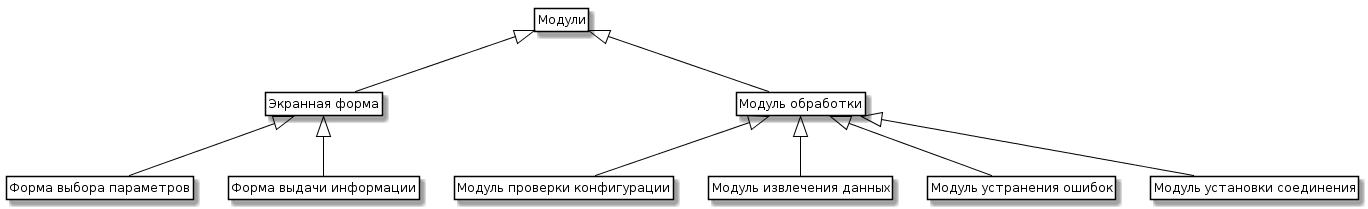 Модули
Экранная форма
Модуль обработки
Форма выбора параметров
Форма выдачи информации
Модуль проверки конфигурации
Модуль извлечения данных
Модуль устранения ошибок
Модуль установки соединения